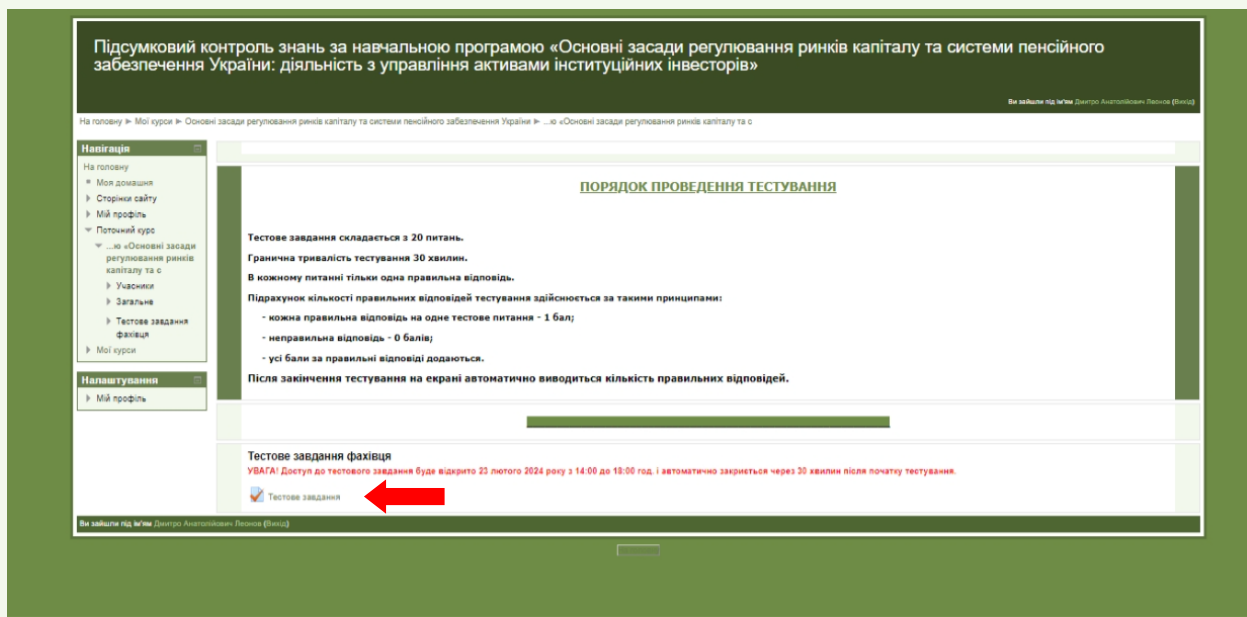 Підсумковий контроль знань за навчальною програмою «Основні засади регулювання ринків капіталу та системи пенсійного
забезпечення України: діяльність з управління активами інституційних інвесторів»
Ви зайшли під ім'ям Дмитро Анатолійович Леонов (Вихід)
На головну ► Мої курси ► Основні засади регулювання ринків капіталу та системи пенсійного забезпечення України ► ...ю «Основні засади регулювання ринків капіталу та с
Навігація
На головну
Моя домашня
Сторінки сайту
Мій профіль
Поточний курс
...ю «Основні засади
регулювання ринків
капіталу та с
Учасники
Загальне
Тестове завдання
фахівця
Мої курси
Налаштування
Мій профіль
ПОРЯДОК ПРОВЕДЕННЯ ТЕСТУВАННЯ
Тестове завдання складається з 20 питань.
Гранична тривалість тестування 30 хвилин.
В кожному питанні тільки одна правильна відповідь.
Підрахунок кількості правильних відповідей тестування здійснюється за такими принципами:
- кожна правильна відповідь на одне тестове питання - 1 бал;
- неправильна відповідь - 0 балів;
- усі бали за правильні відповіді додаються.
Після закінчення тестування на екрані автоматично виводиться кількість правильних відповідей.
Тестове завдання фахівця
УВАГА! Доступ до тестового завдання буде відкрито 23 лютого 2024 року з 14:00 до 18:00 год. і автоматично закриється через 30 хвилин після початку тестування.
Тестове завдання
Ви зайшли під ім'ям Дмитро Анатолійович Леонов (Вихід)